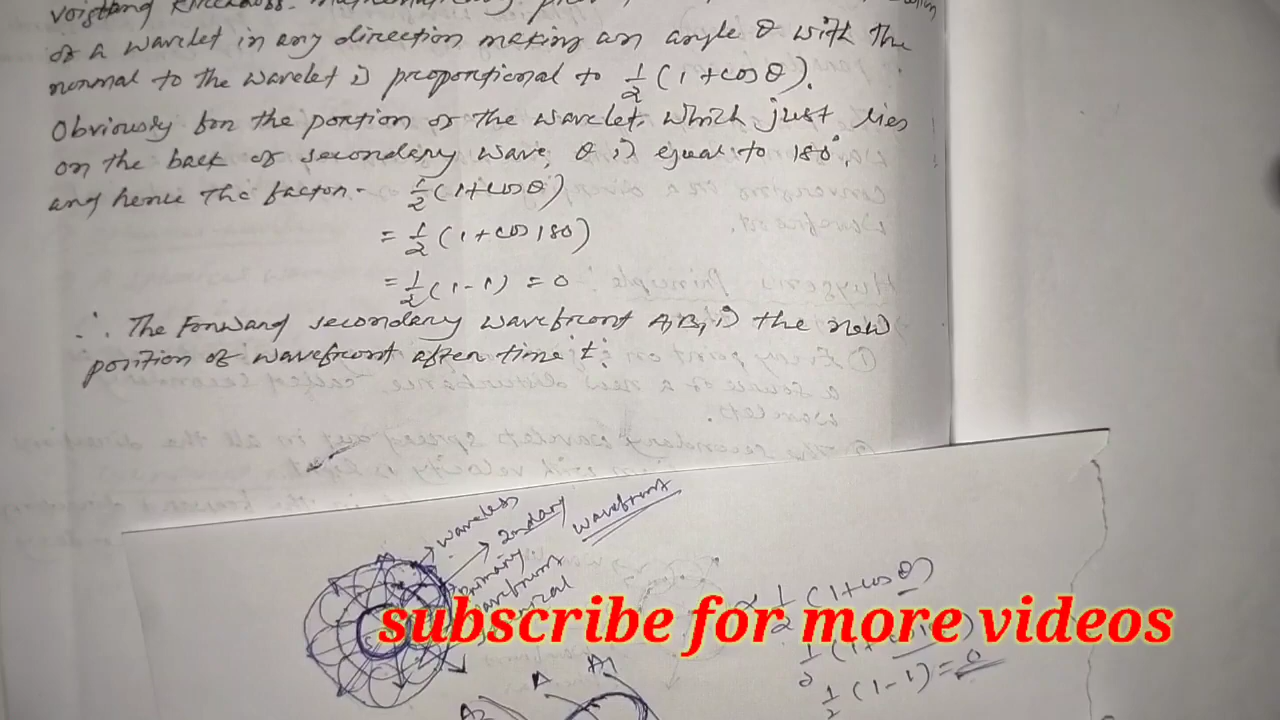 of a wavelet in any direction making an angle θ with the
normal to the wavelet is proportional to 1/2 (1 + cos θ).
Obviously for the portion of the wavelet, which just lies
on the back of secondary wave, θ is equal to 180°,
and hence the factor - 1/2 (1 + cos θ)
= 1/2 (1 + cos 180)
= 1/2 (1 - 1) = 0
∴ The Forward secondary wavefront A1B1 is the new
position of wavefront after time 't'.
wavelets
2ndary wavefront
primary
wavefront
∝ 1/2 (1 + cos θ)
1/2 (1 - 1) = 0
A A1
subscribe for more videos